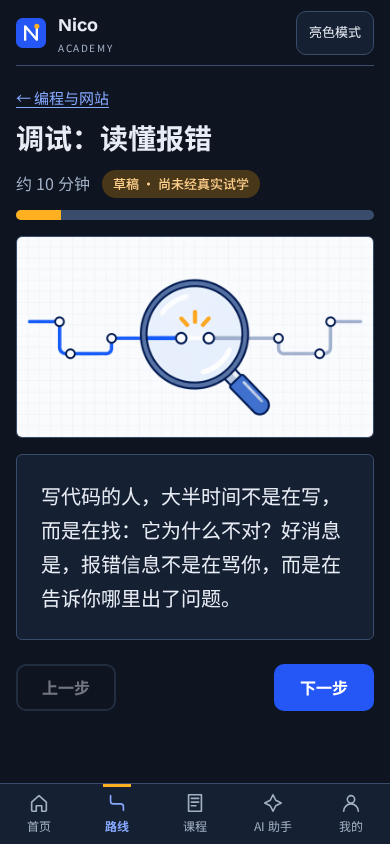 Nico
ACADEMY
亮色模式
← 编程与网站
调试：读懂报错
约 10 分钟
草稿 · 尚未经真实试学
写代码的人，大半时间不是在写，
而是在找：它为什么不对？好消息
是，报错信息不是在骂你，而是在
告诉你哪里出了问题。
上一步
下一步
首页
路线
课程
AI 助手
我的